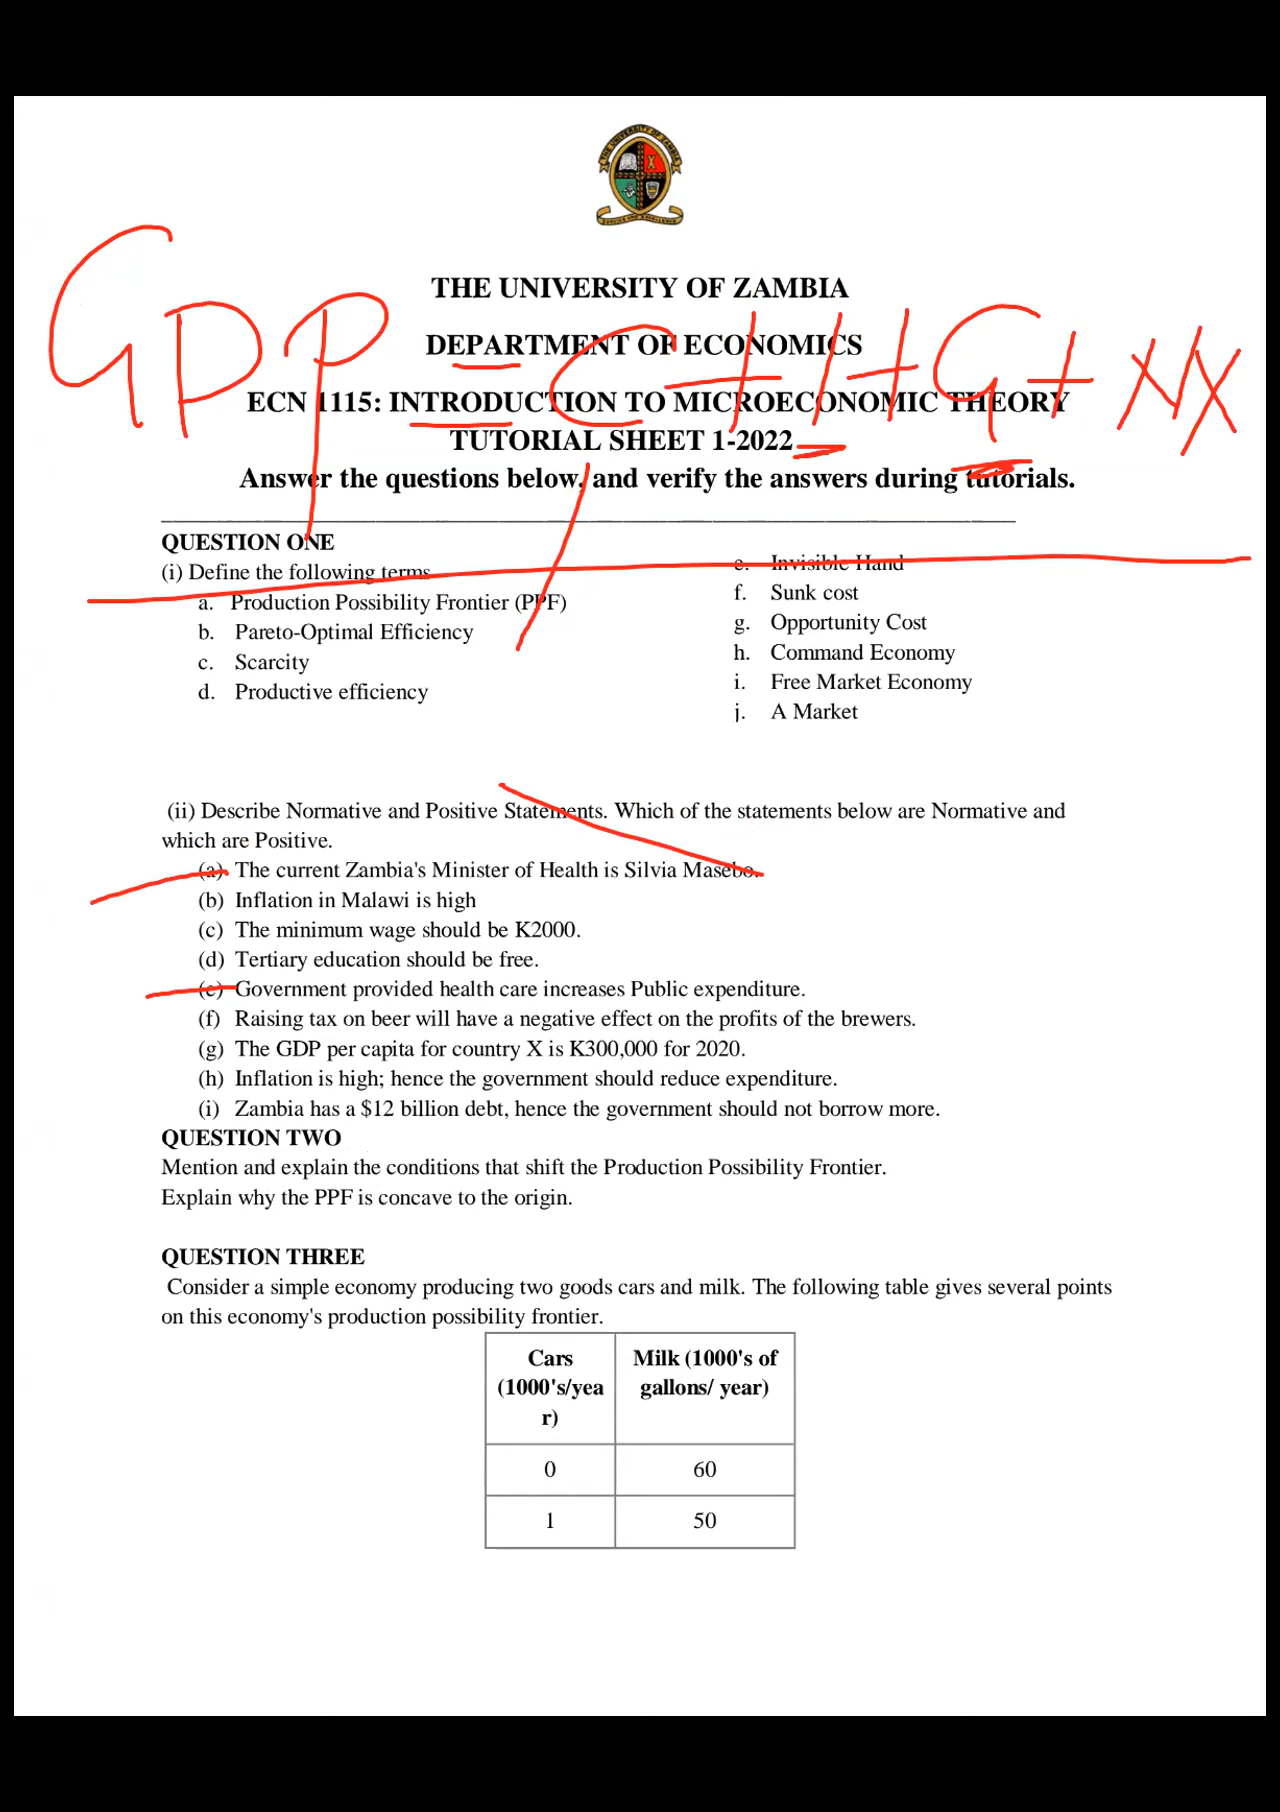 THE UNIVERSITY OF ZAMBIA
GDP = C + I + G + NX
DEPARTMENT OF ECONOMICS
ECN 1115: INTRODUCTION TO MICROECONOMIC THEORY
TUTORIAL SHEET 1-2022
Answer the questions below, and verify the answers during tutorials.
QUESTION ONE
(i) Define the following terms
a. Production Possibility Frontier (PPF)
b. Pareto-Optimal Efficiency
c. Scarcity
d. Productive efficiency
e. Invisible Hand
f. Sunk cost
g. Opportunity Cost
h. Command Economy
i. Free Market Economy
j. A Market
(ii) Describe Normative and Positive Statements. Which of the statements below are Normative and
which are Positive.
(a) The current Zambia's Minister of Health is Silvia Masebo.
(b) Inflation in Malawi is high
(c) The minimum wage should be K2000.
(d) Tertiary education should be free.
(e) Government provided health care increases Public expenditure.
(f) Raising tax on beer will have a negative effect on the profits of the brewers.
(g) The GDP per capita for country X is K300,000 for 2020.
(h) Inflation is high; hence the government should reduce expenditure.
(i) Zambia has a $12 billion debt, hence the government should not borrow more.
QUESTION TWO
Mention and explain the conditions that shift the Production Possibility Frontier.
Explain why the PPF is concave to the origin.
QUESTION THREE
Consider a simple economy producing two goods cars and milk. The following table gives several points
on this economy's production possibility frontier.
Cars Milk (1000's of
(1000's/yea gallons/ year)
r)
0 60
1 50